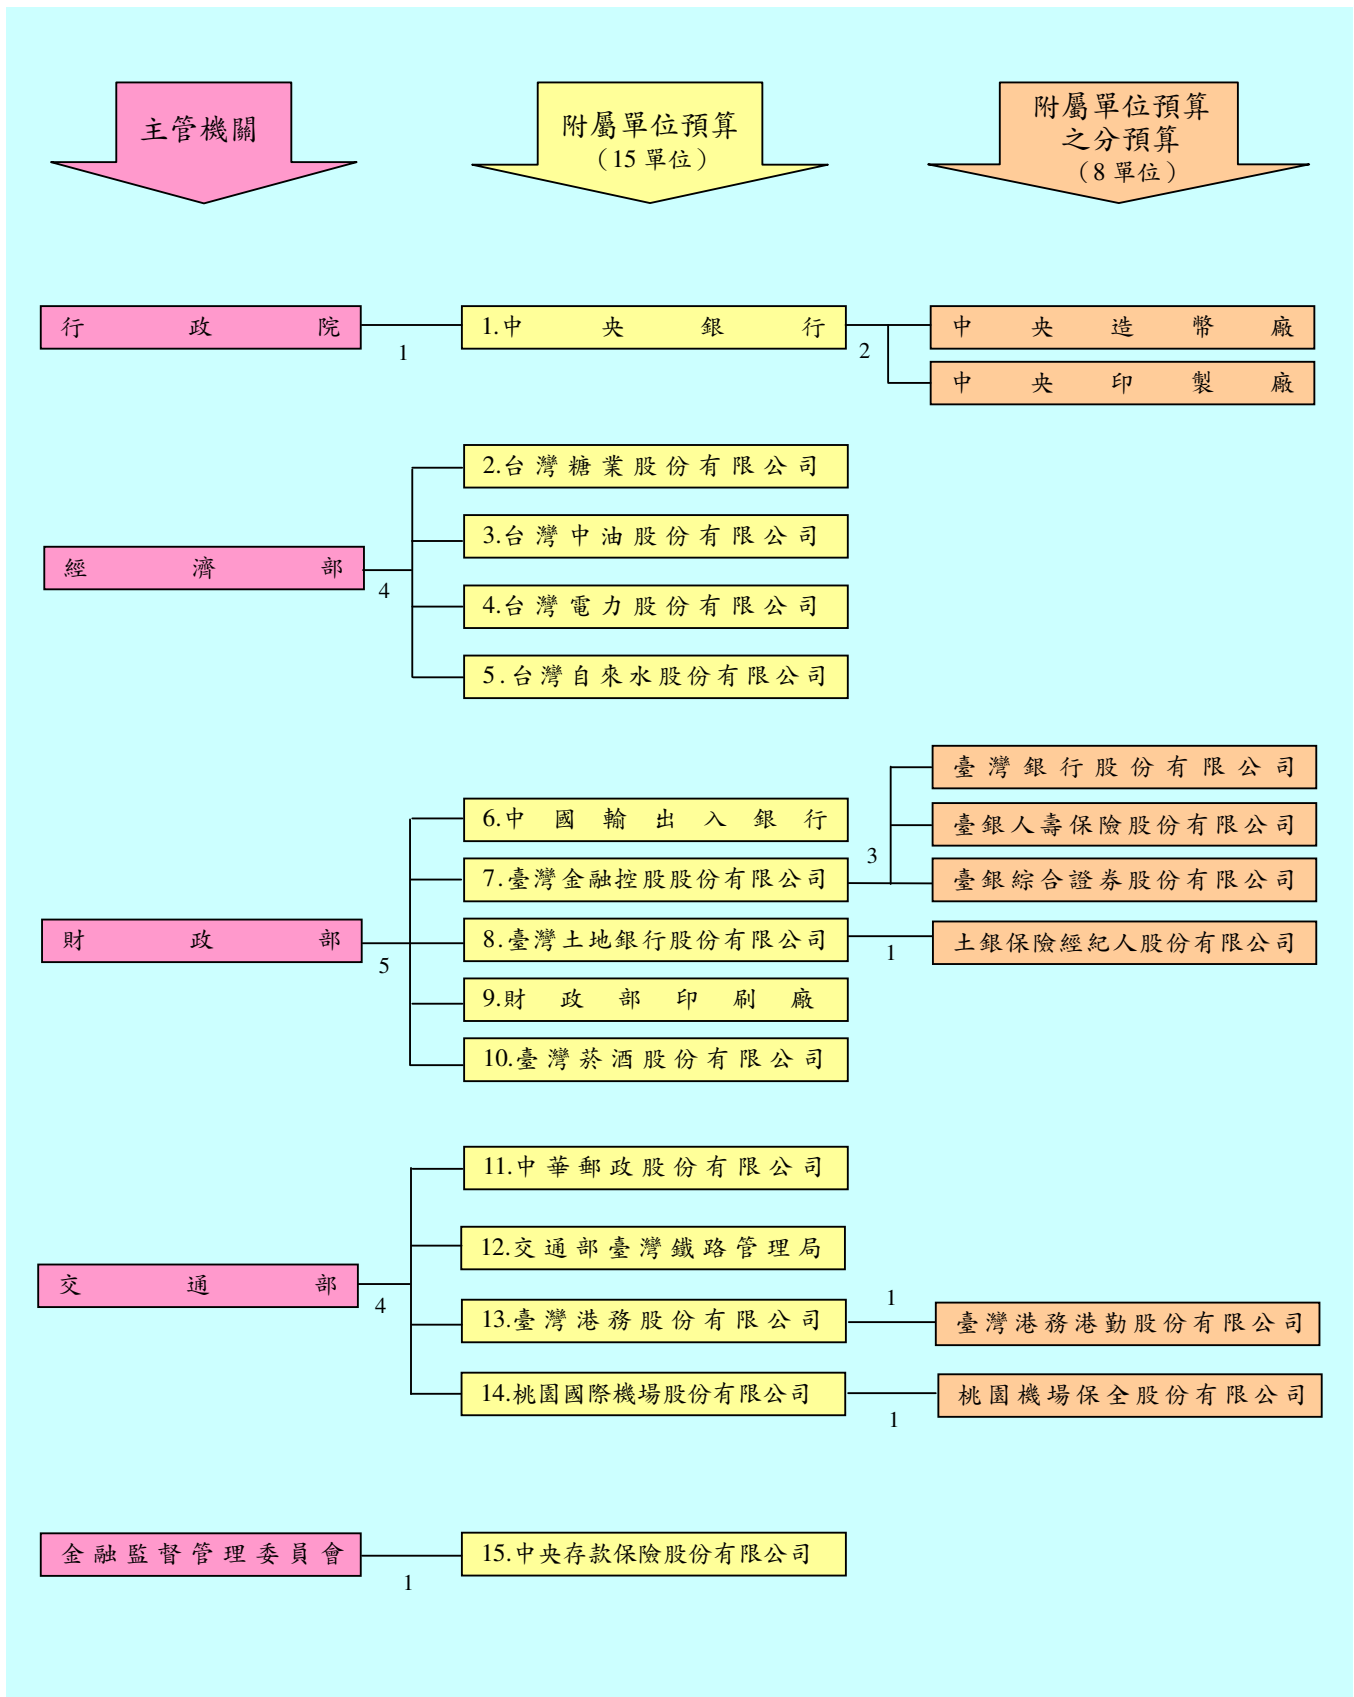 主管機關
附屬單位預算
（15 單位）
附屬單位預算
之分預算
（8 單位）
行政院
1
1.中央銀行
2
中央造幣廠
中央印製廠
經濟部
4
2.台灣糖業股份有限公司
3.台灣中油股份有限公司
4.台灣電力股份有限公司
5.台灣自來水股份有限公司
財政部
5
6.中國輸出入銀行
7.臺灣金融控股股份有限公司
3
臺灣銀行股份有限公司
臺銀人壽保險股份有限公司
臺銀綜合證券股份有限公司
8.臺灣土地銀行股份有限公司
1
土銀保險經紀人股份有限公司
9.財政部印刷廠
10.臺灣菸酒股份有限公司
交通部
4
11.中華郵政股份有限公司
12.交通部臺灣鐵路管理局
13.臺灣港務股份有限公司
1
臺灣港務港勤股份有限公司
14.桃園國際機場股份有限公司
1
桃園機場保全股份有限公司
金融監督管理委員會
1
15.中央存款保險股份有限公司